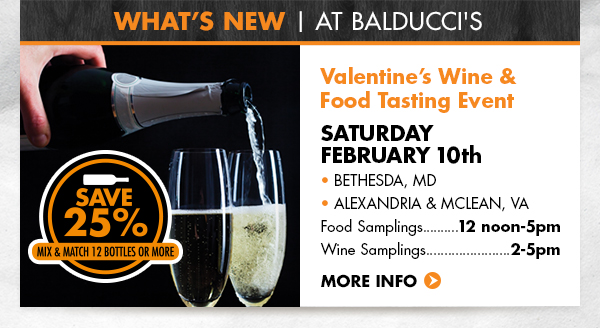 WHAT'S NEW | AT BALDUCCI'S
Valentine's Wine &
Food Tasting Event
SATURDAY
FEBRUARY 10th
• BETHESDA, MD
• ALEXANDRIA & MCLEAN, VA
Food Samplings..........12 noon-5pm
Wine Samplings.......................2-5pm
MORE INFO
SAVE
25%
MIX & MATCH 12 BOTTLES OR MORE